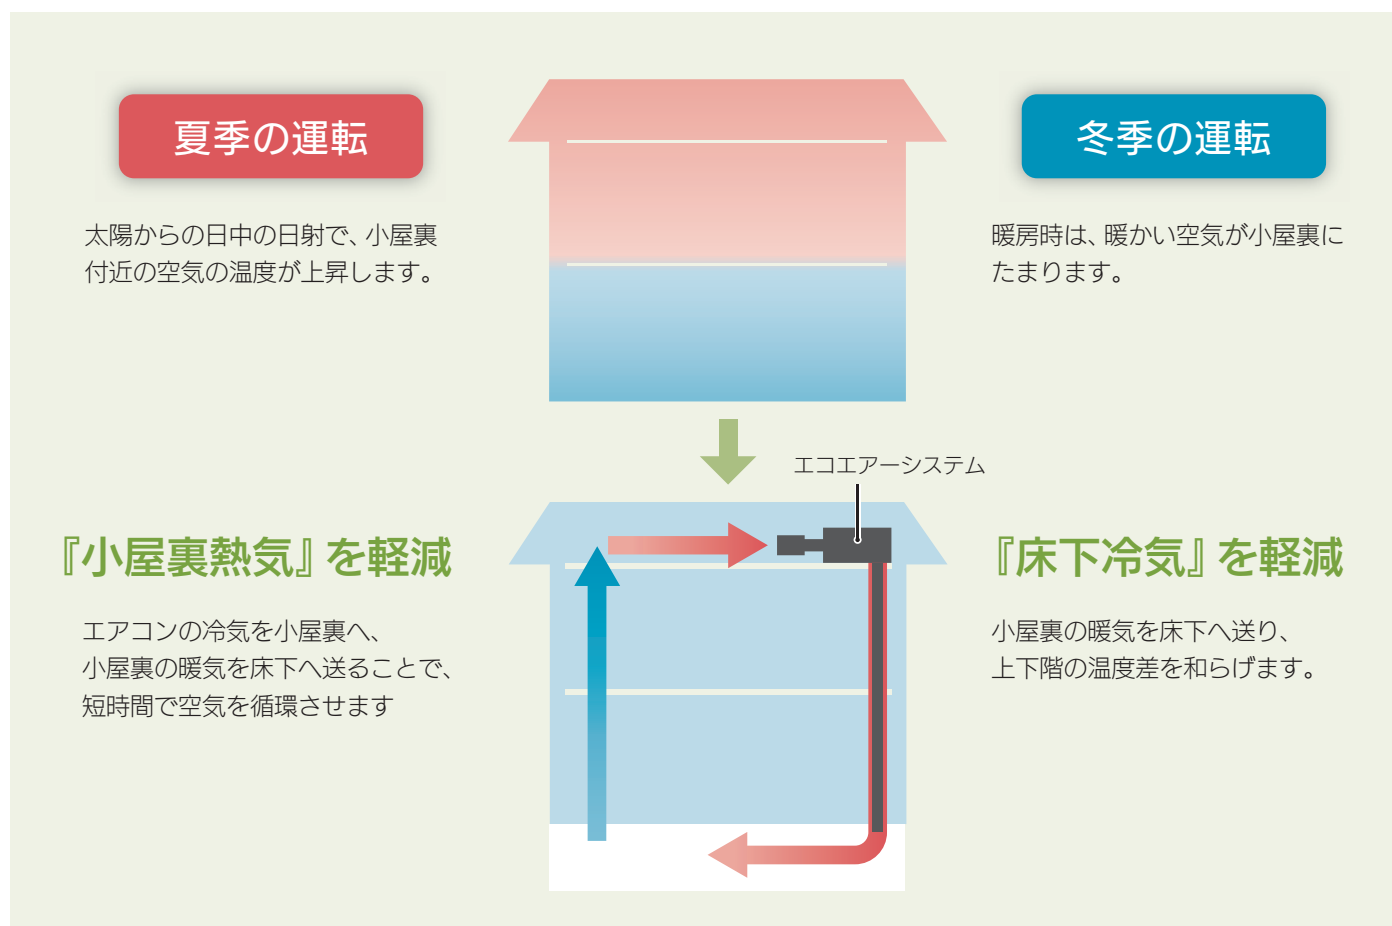 夏季の運転
太陽からの日中の日射で、小屋裏
付近の空気の温度が上昇します。
冬季の運転
暖房時は、暖かい空気が小屋裏に
たまります。
エコエアーシステム
『小屋裏熱気』を軽減
エアコンの冷気を小屋裏へ、
小屋裏の暖気を床下へ送ることで、
短時間で空気を循環させます
『床下冷気』を軽減
小屋裏の暖気を床下へ送り、
上下階の温度差を和らげます。